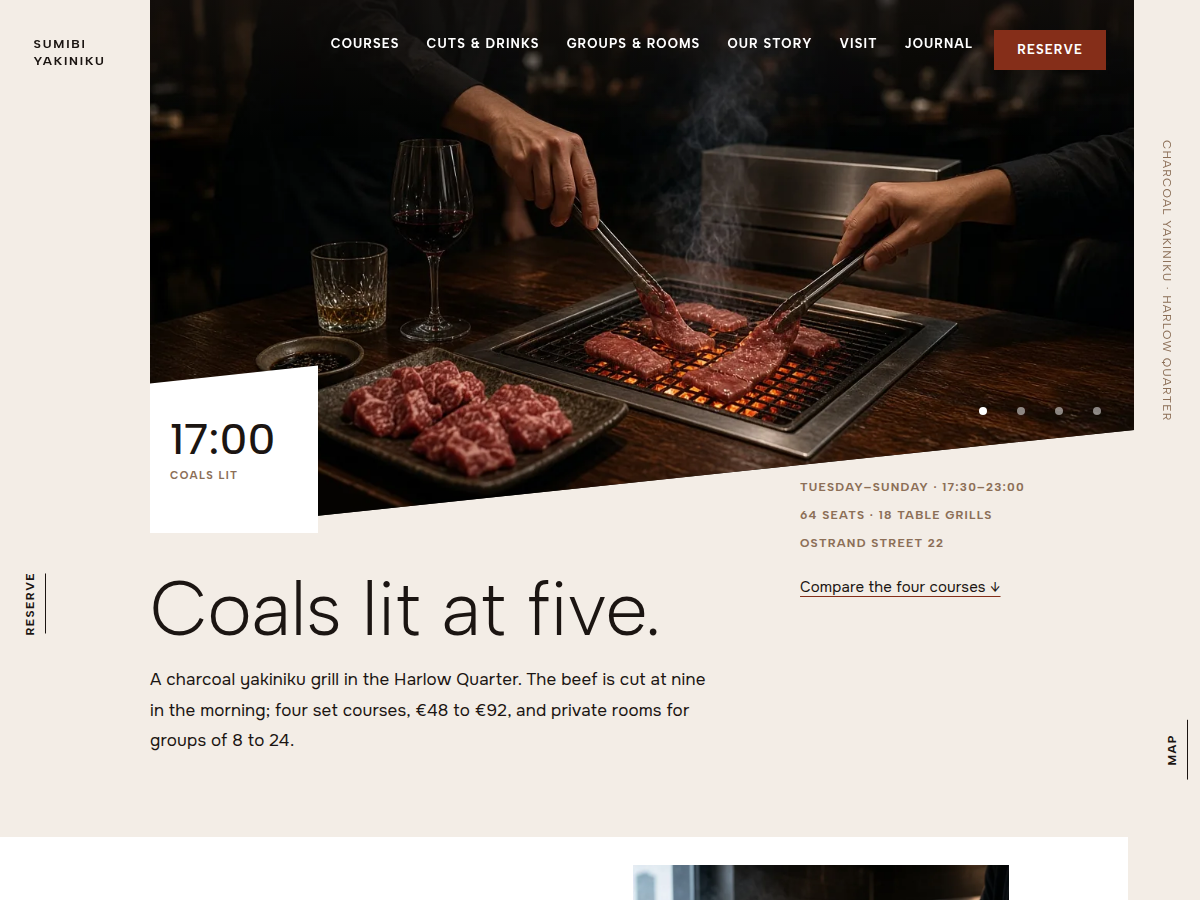 SUMIBI
YAKINIKU
COURSES
CUTS & DRINKS
GROUPS & ROOMS
OUR STORY
VISIT
JOURNAL
RESERVE
CHARCOAL YAKINIKU · HARLOW QUARTER
17:00
COALS LIT
TUESDAY–SUNDAY · 17:30–23:00
64 SEATS · 18 TABLE GRILLS
OSTRAND STREET 22
Compare the four courses ↓
RESERVE
Coals lit at five.
A charcoal yakiniku grill in the Harlow Quarter. The beef is cut at nine
in the morning; four set courses, €48 to €92, and private rooms for
groups of 8 to 24.
MAP